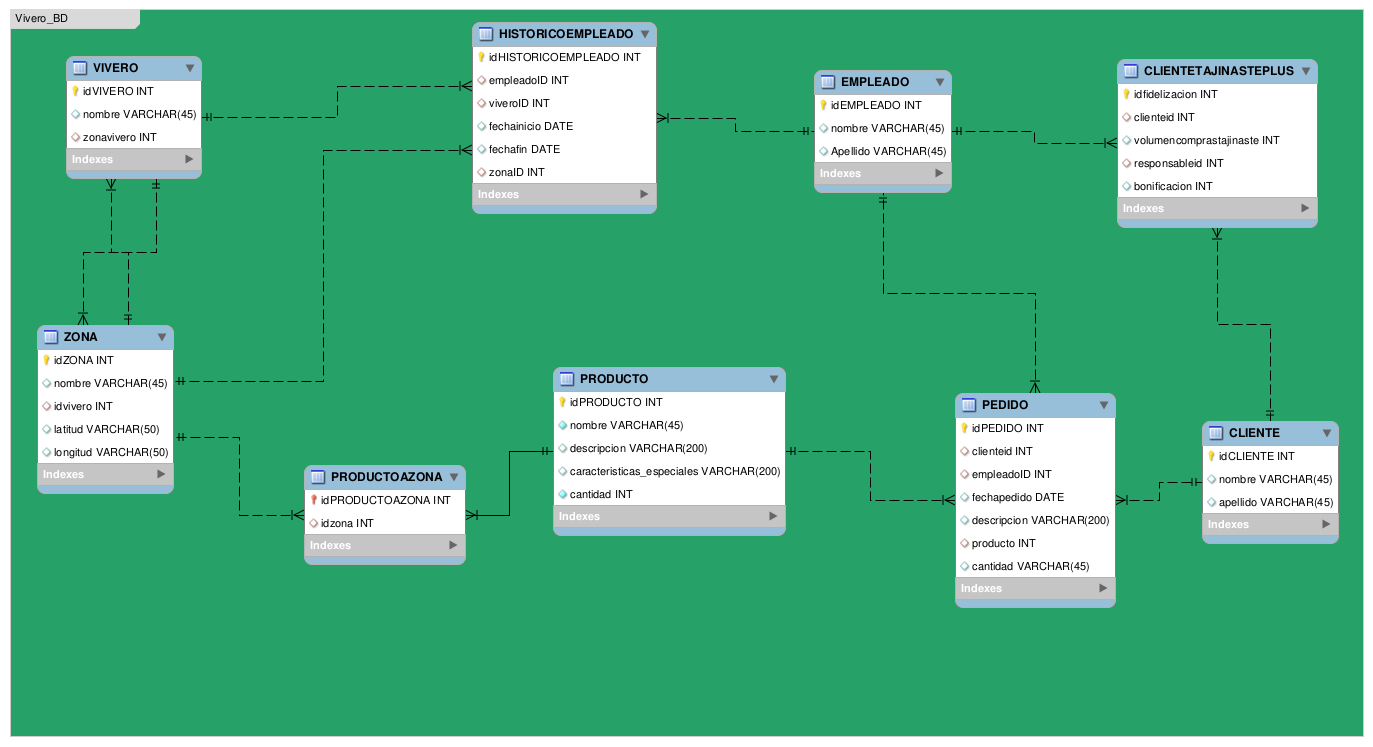 Vivero_BD
VIVERO
idVIVERO INT
nombre VARCHAR(45)
zonavivero INT
Indexes
HISTORICOEMPLEADO
idHISTORICOEMPLEADO INT
empleadoID INT
viveroID INT
fechainicio DATE
fechafin DATE
zonaID INT
Indexes
EMPLEADO
idEMPLEADO INT
nombre VARCHAR(45)
Apellido VARCHAR(45)
Indexes
CLIENTETAJINASTEPLUS
idfidelizacion INT
clienteid INT
volumencomprastajinaste INT
responsableid INT
bonificacion INT
Indexes
ZONA
idZONA INT
nombre VARCHAR(45)
idvivero INT
latitud VARCHAR(50)
longitud VARCHAR(50)
Indexes
PRODUCTOAZONA
idPRODUCTOAZONA INT
idzona INT
Indexes
PRODUCTO
idPRODUCTO INT
nombre VARCHAR(45)
descripcion VARCHAR(200)
caracteristicas_especiales VARCHAR(200)
cantidad INT
Indexes
PEDIDO
idPEDIDO INT
clienteid INT
empleadoID INT
fechapedido DATE
descripcion VARCHAR(200)
producto INT
cantidad VARCHAR(45)
Indexes
CLIENTE
idCLIENTE INT
nombre VARCHAR(45)
apellido VARCHAR(45)
Indexes